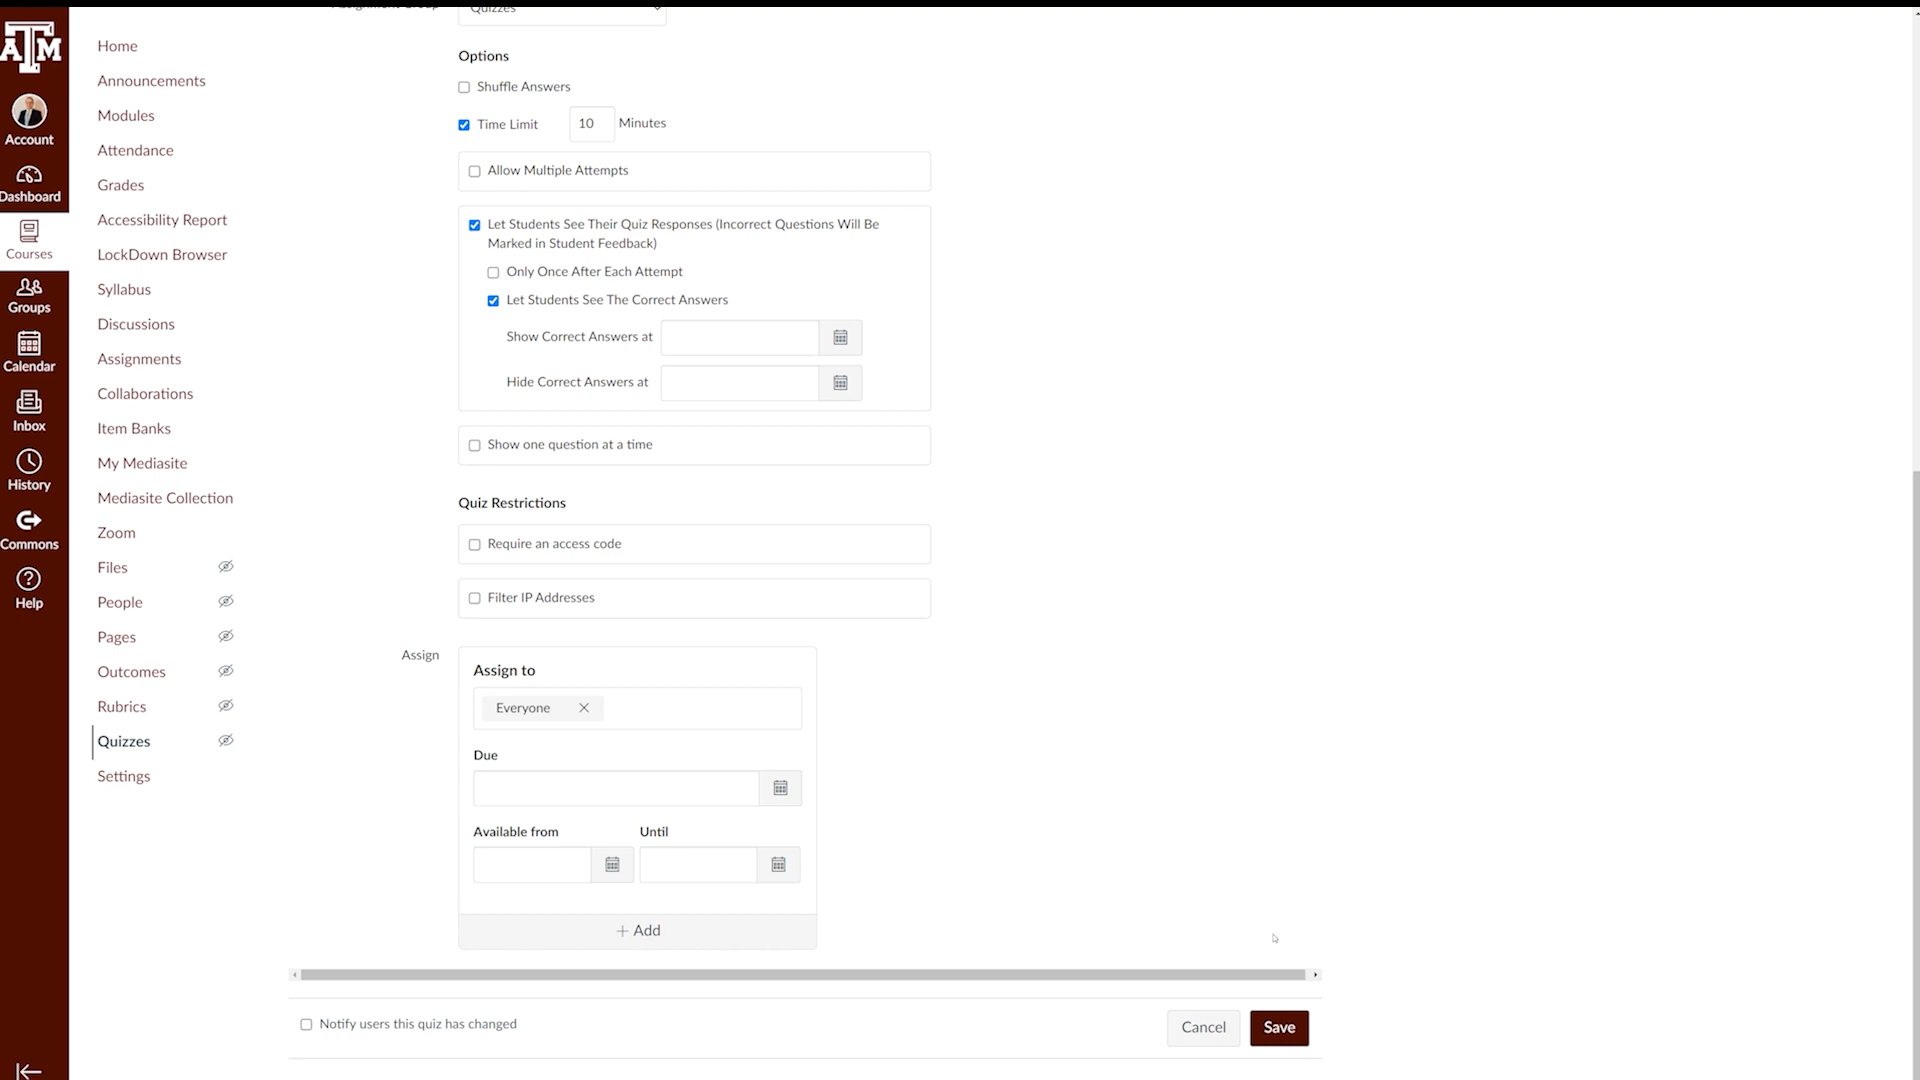 ATM
Account
Dashboard
Courses
Groups
Calendar
Inbox
History
Commons
Help
Home
Announcements
Modules
Attendance
Grades
Accessibility Report
LockDown Browser
Syllabus
Discussions
Assignments
Collaborations
Item Banks
My Mediasite
Mediasite Collection
Zoom
Files
People
Pages
Outcomes
Rubrics
Quizzes
Settings
Quizzes
Options
Shuffle Answers
Time Limit 10 Minutes
Allow Multiple Attempts
Let Students See Their Quiz Responses (Incorrect Questions Will Be
Marked in Student Feedback)
Only Once After Each Attempt
Let Students See The Correct Answers
Show Correct Answers at
Hide Correct Answers at
Show one question at a time
Quiz Restrictions
Require an access code
Filter IP Addresses
Assign
Assign to
Everyone
Due
Available from Until
+ Add
Notify users this quiz has changed
Cancel Save